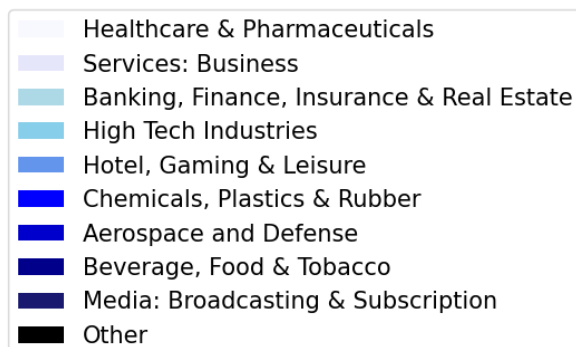 Healthcare & Pharmaceuticals
Services: Business
Banking, Finance, Insurance & Real Estate
High Tech Industries
Hotel, Gaming & Leisure
Chemicals, Plastics & Rubber
Aerospace and Defense
Beverage, Food & Tobacco
Media: Broadcasting & Subscription
Other